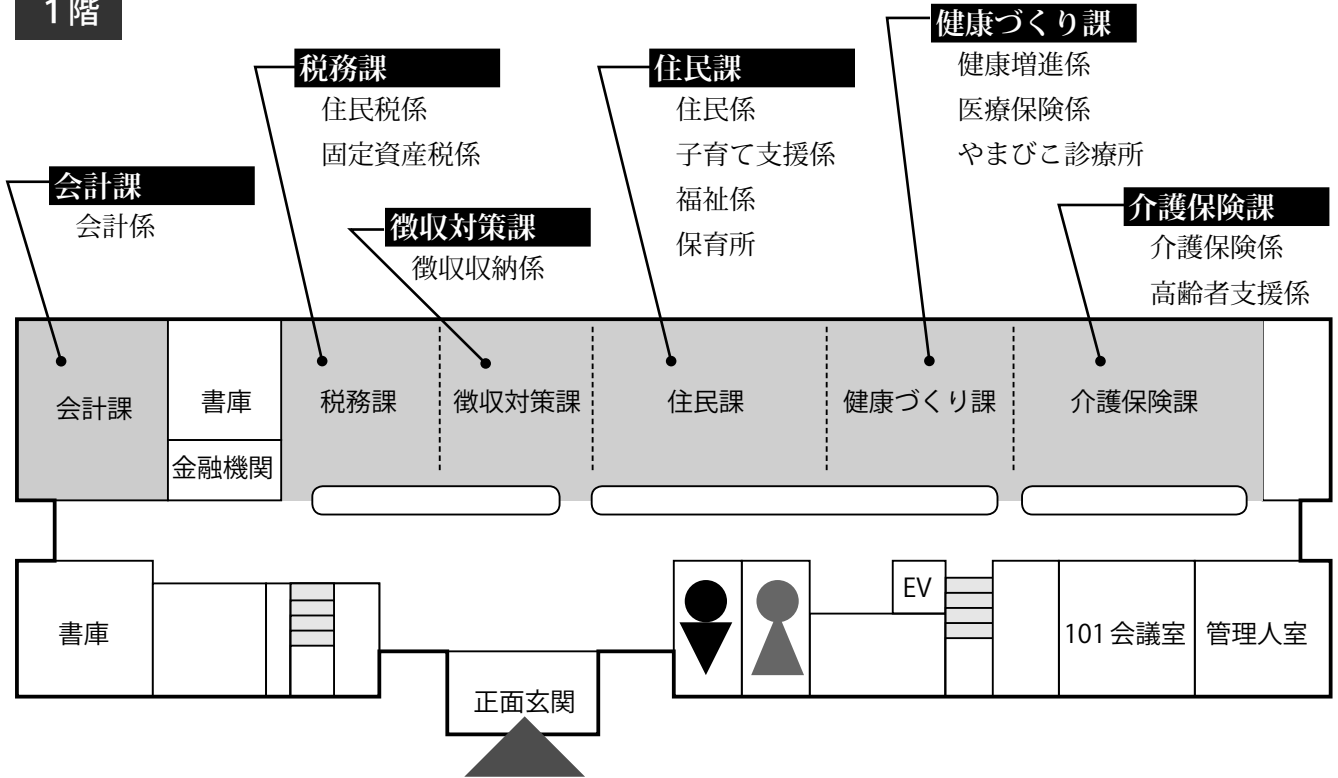 1階
健康づくり課
健康増進係
医療保険係
やまびこ診療所
税務課
住民税係
固定資産税係
住民課
住民係
子育て支援係
福祉係
保育所
会計課
会計係
徴収対策課
徴収収納係
介護保険課
介護保険係
高齢者支援係
会計課
書庫
金融機関
税務課
徴収対策課
住民課
健康づくり課
介護保険課
書庫
EV
101 会議室
管理人室
正面玄関